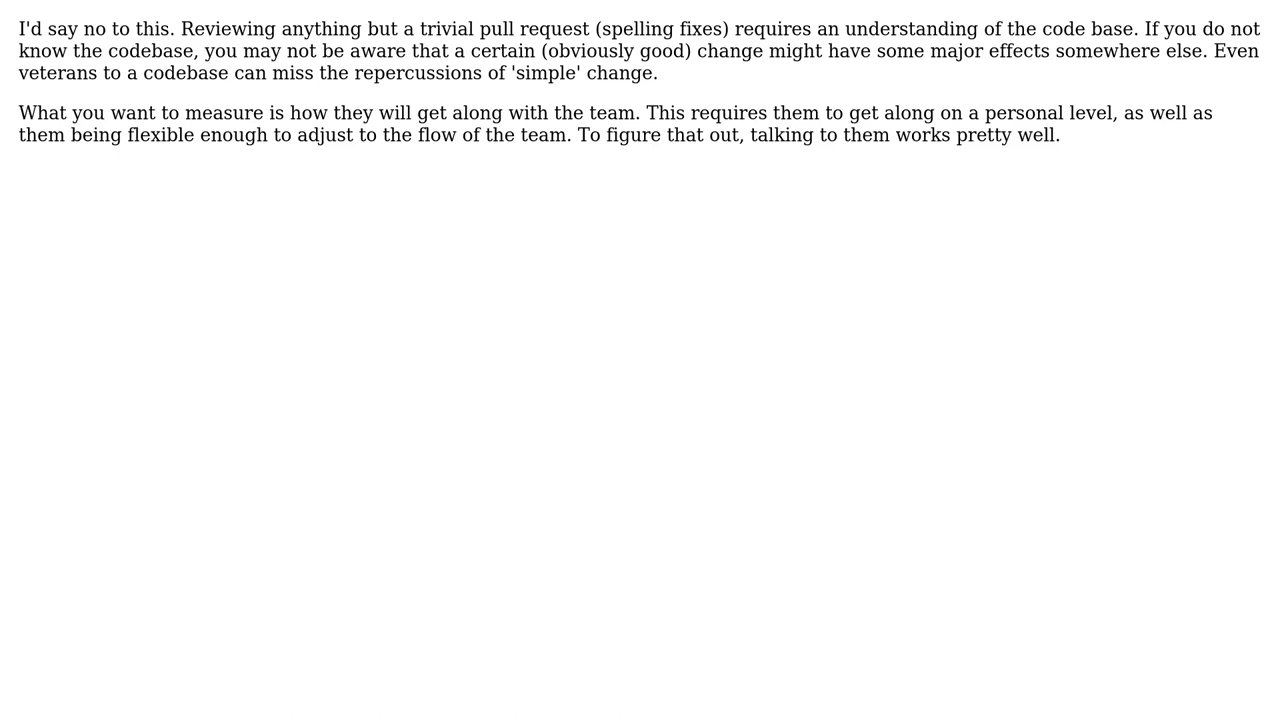 I'd say no to this. Reviewing anything but a trivial pull request (spelling fixes) requires an understanding of the code base. If you do not
know the codebase, you may not be aware that a certain (obviously good) change might have some major effects somewhere else. Even
veterans to a codebase can miss the repercussions of 'simple' change.
What you want to measure is how they will get along with the team. This requires them to get along on a personal level, as well as
them being flexible enough to adjust to the flow of the team. To figure that out, talking to them works pretty well.